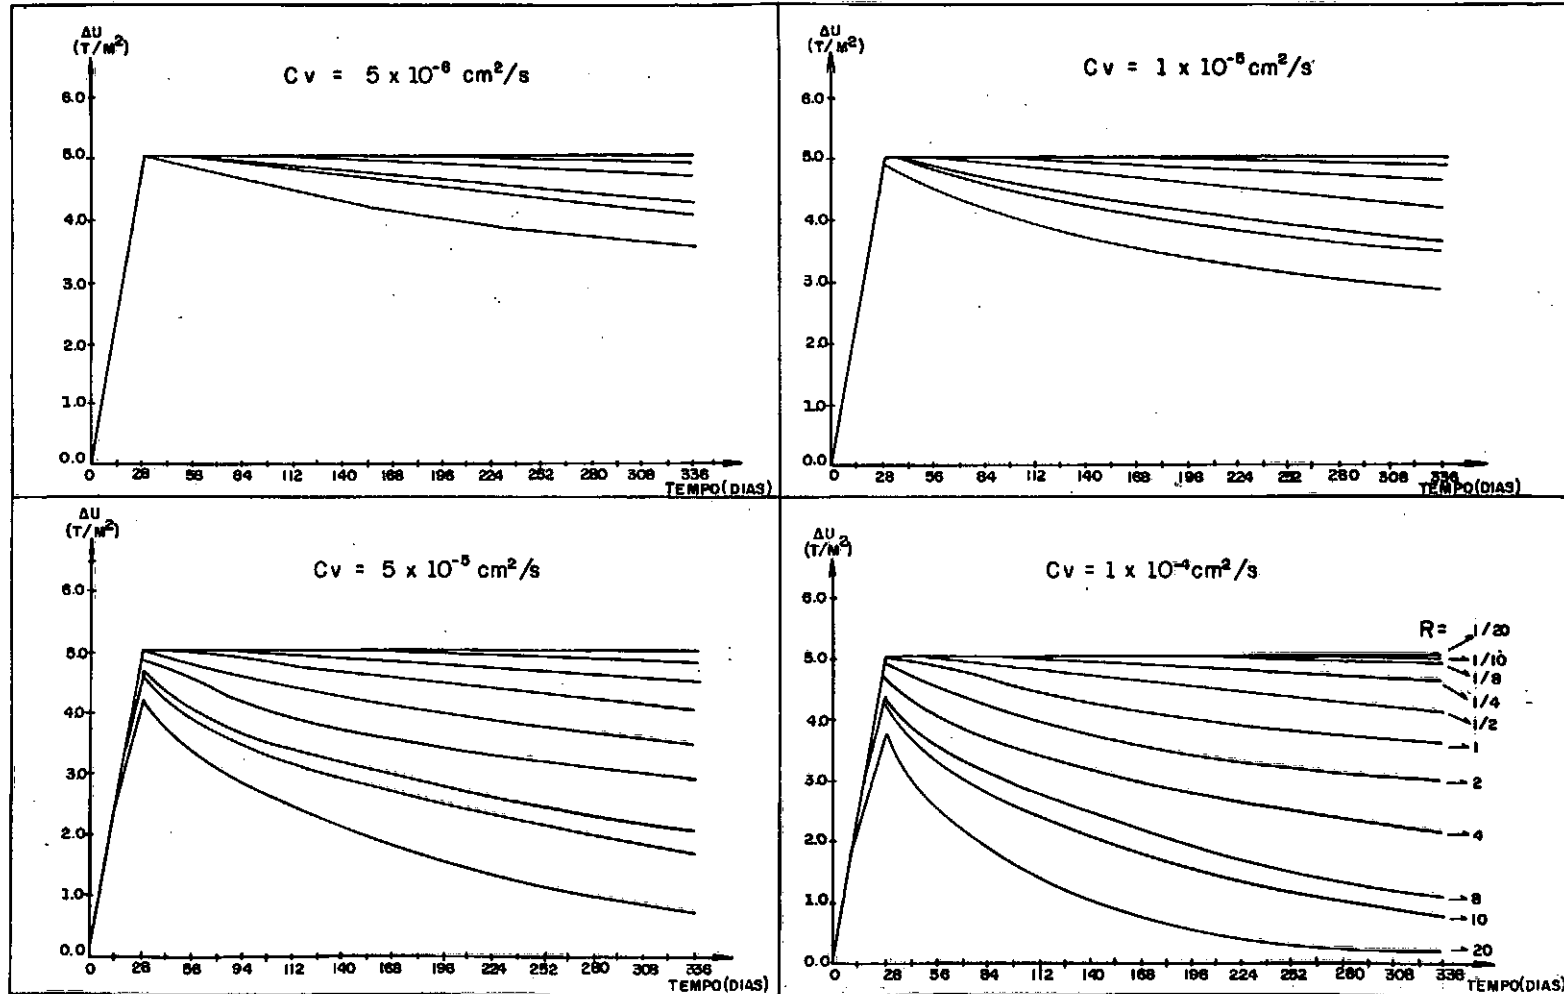 ΔU
(T/M²)
Cv = 5 x 10⁻⁶ cm²/s
6.0
5.0
4.0
3.0
2.0
1.0
0.0
0 28 56 84 112 140 168 196 224 252 280 308 336
TEMPO(DIAS)
ΔU
(T/M²)
Cv = 1 x 10⁻⁵ cm²/s
6.0
5.0
4.0
3.0
2.0
1.0
0.0
0 28 56 84 112 140 168 196 224 252 280 308 336
TEMPO(DIAS)
ΔU
(T/M²)
Cv = 5 x 10⁻⁵ cm²/s
6.0
5.0
4.0
3.0
2.0
1.0
0.0
0 28 56 94 112 140 168 196 224 252 280 308 336
TEMPO(DIAS)
ΔU
(T/M²)
Cv = 1 x 10⁻⁴ cm²/s
6.0
5.0
4.0
3.0
2.0
1.0
0.0
R = 1/20
1/10
1/8
1/4
1/2
1
2
4
8
10
20
0 28 56 84 112 140 168 196 224 252 280 308 336
TEMPO(DIAS)